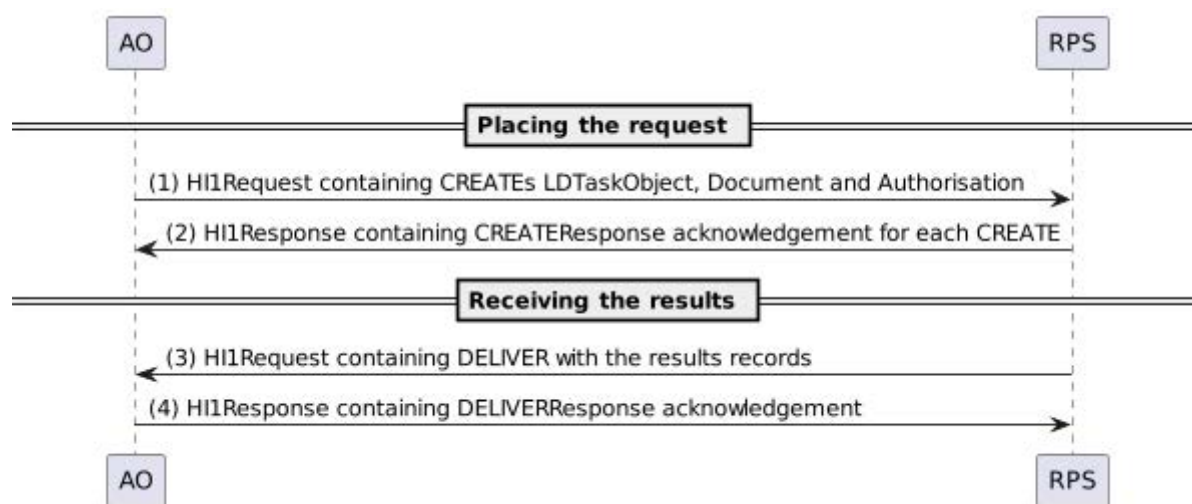 AO RPS
Placing the request
(1) HI1Request containing CREATEs LDTaskObject, Document and Authorisation
(2) HI1Response containing CREATEResponse acknowledgement for each CREATE
Receiving the results
(3) HI1Request containing DELIVER with the results records
(4) HI1Response containing DELIVERResponse acknowledgement
AO RPS